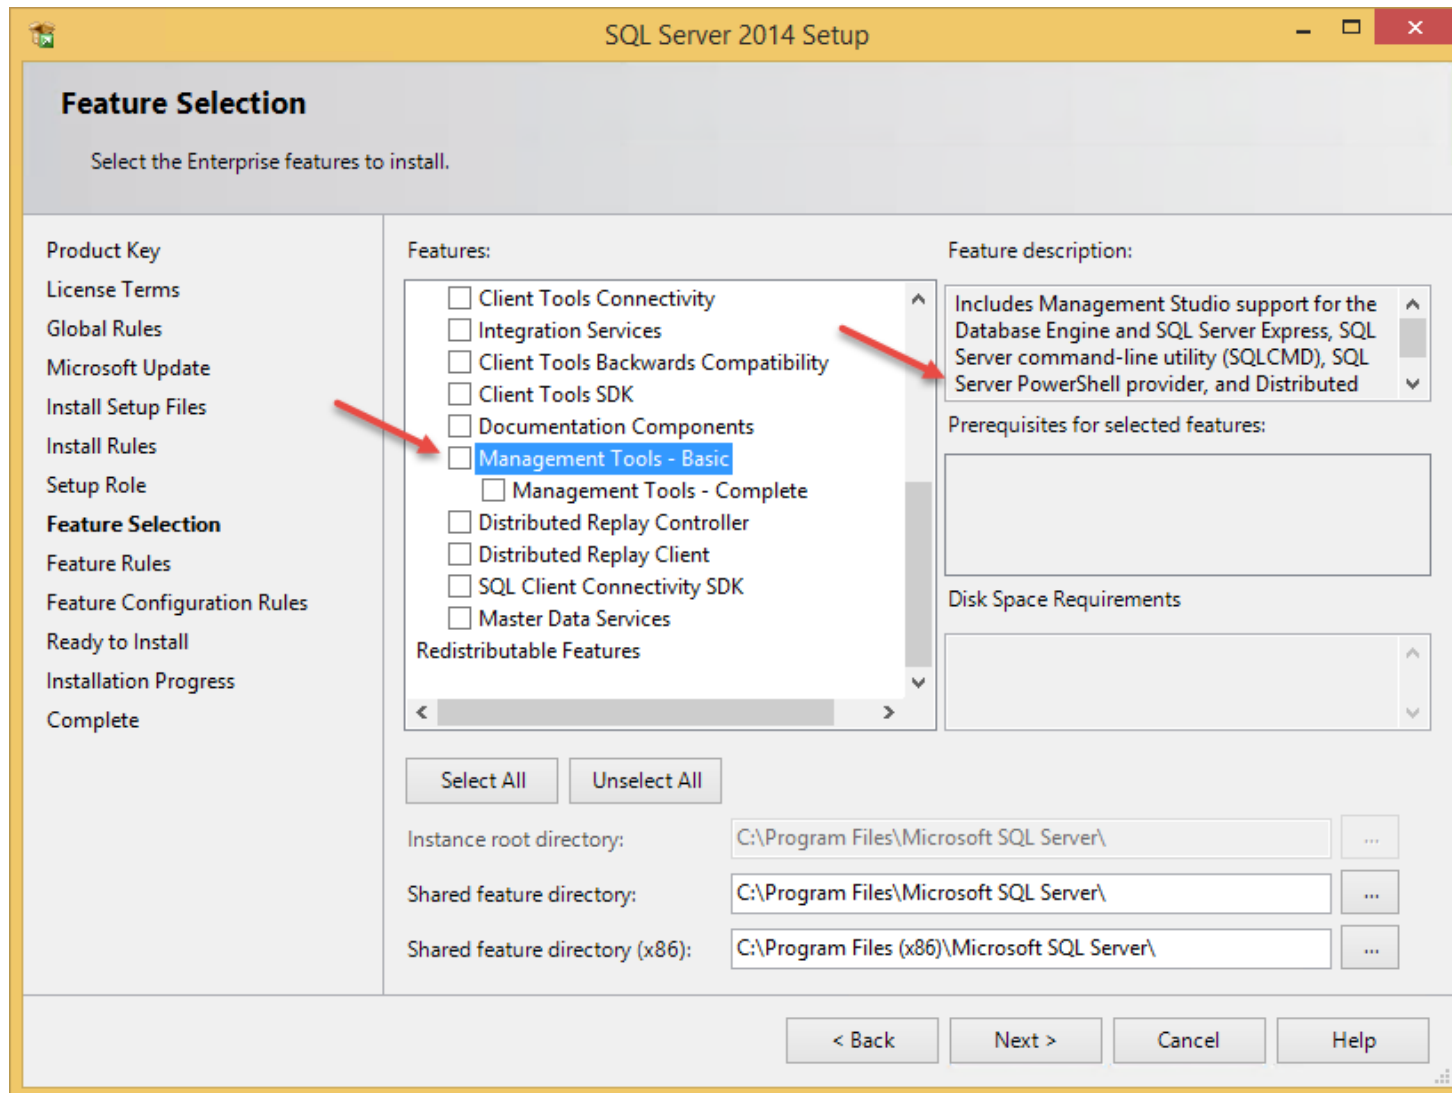 SQL Server 2014 Setup
Feature Selection
Select the Enterprise features to install.
Product Key
License Terms
Global Rules
Microsoft Update
Install Setup Files
Install Rules
Setup Role
Feature Selection
Feature Rules
Feature Configuration Rules
Ready to Install
Installation Progress
Complete
Features:
Client Tools Connectivity
Integration Services
Client Tools Backwards Compatibility
Client Tools SDK
Documentation Components
Management Tools - Basic
Management Tools - Complete
Distributed Replay Controller
Distributed Replay Client
SQL Client Connectivity SDK
Master Data Services
Redistributable Features
Feature description:
Includes Management Studio support for the
Database Engine and SQL Server Express, SQL
Server command-line utility (SQLCMD), SQL
Server PowerShell provider, and Distributed
Prerequisites for selected features:
Disk Space Requirements
Select All
Unselect All
Instance root directory:
C:\Program Files\Microsoft SQL Server\
...
Shared feature directory:
C:\Program Files\Microsoft SQL Server\
...
Shared feature directory (x86):
C:\Program Files (x86)\Microsoft SQL Server\
...
< Back
Next >
Cancel
Help